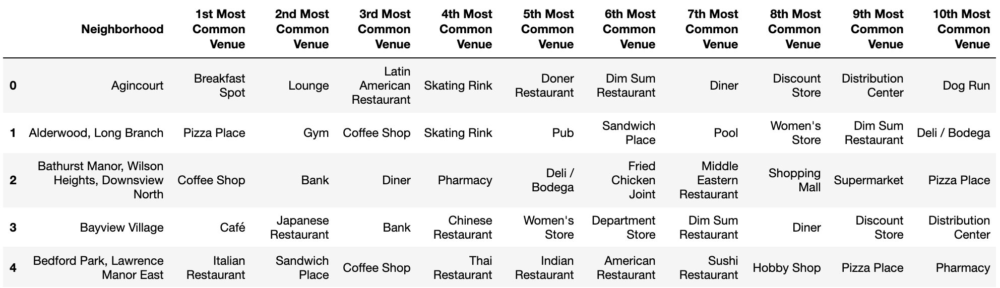 Neighborhood 1st Most Common Venue 2nd Most Common Venue 3rd Most Common Venue 4th Most Common Venue 5th Most Common Venue 6th Most Common Venue 7th Most Common Venue 8th Most Common Venue 9th Most Common Venue 10th Most Common Venue
0 Agincourt Breakfast Spot Lounge Latin American Restaurant Skating Rink Doner Restaurant Dim Sum Restaurant Diner Discount Store Distribution Center Dog Run
1 Alderwood, Long Branch Pizza Place Gym Coffee Shop Skating Rink Pub Sandwich Place Pool Women's Store Dim Sum Restaurant Deli / Bodega
2 Bathurst Manor, Wilson Heights, Downsview North Coffee Shop Bank Diner Pharmacy Deli / Bodega Fried Chicken Joint Middle Eastern Restaurant Shopping Mall Supermarket Pizza Place
3 Bayview Village Café Japanese Restaurant Bank Chinese Restaurant Women's Store Department Store Dim Sum Restaurant Diner Discount Store Distribution Center
4 Bedford Park, Lawrence Manor East Italian Restaurant Sandwich Place Coffee Shop Thai Restaurant Indian Restaurant American Restaurant Sushi Restaurant Hobby Shop Pizza Place Pharmacy